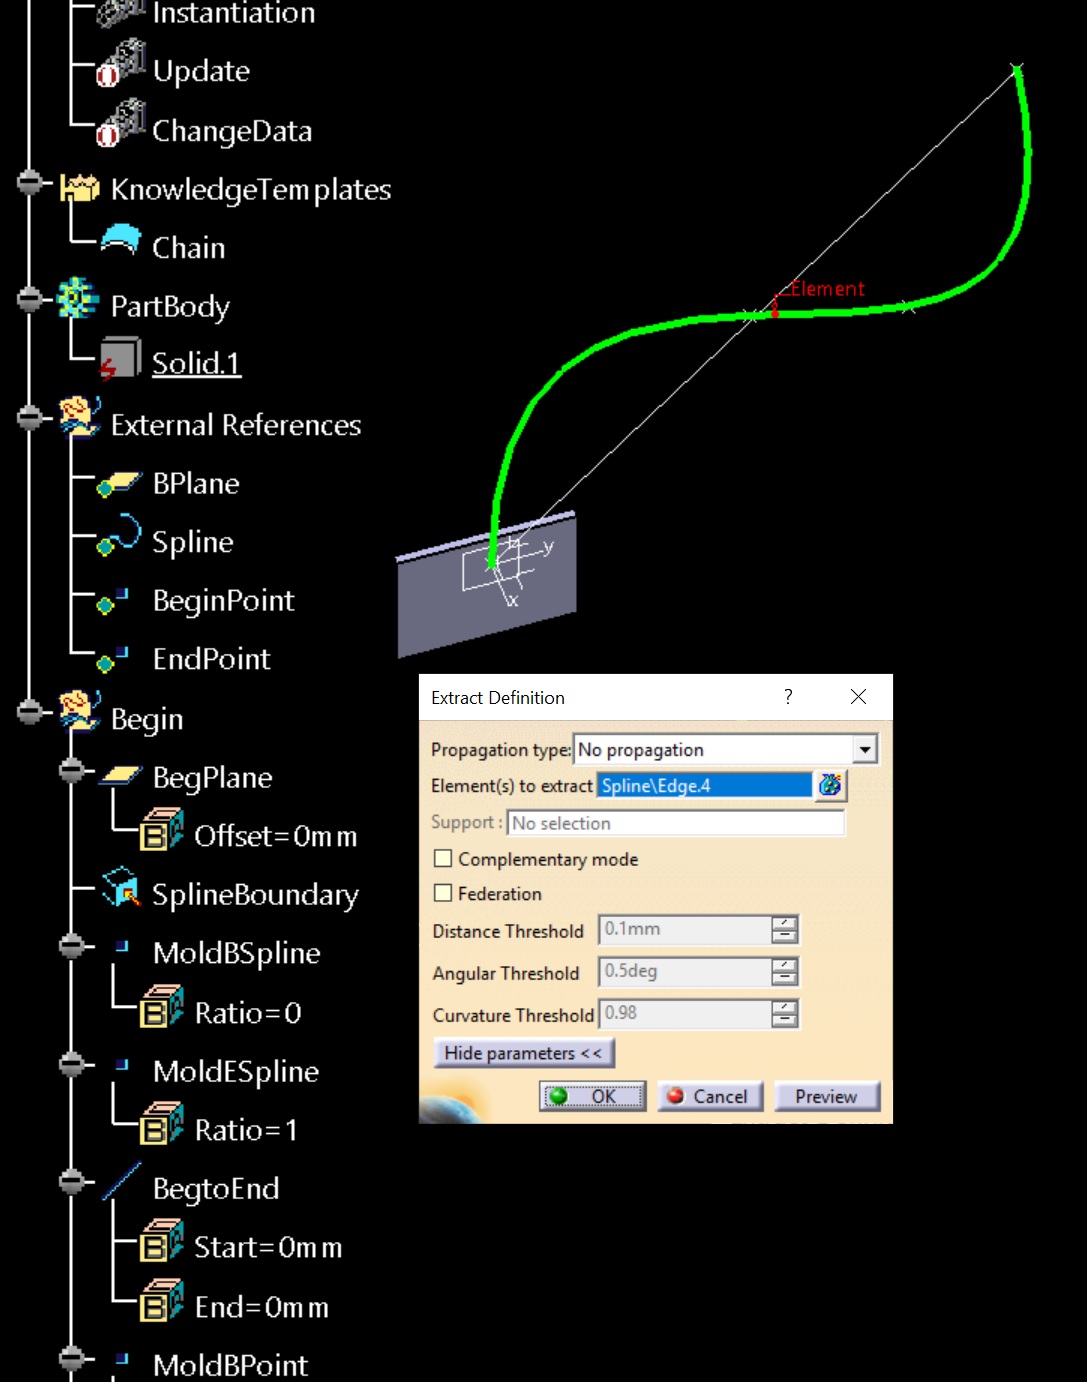 Instantiation
Update
ChangeData
KnowledgeTemplates
Chain
PartBody
Solid.1
External References
BPlane
Spline
BeginPoint
EndPoint
Begin
BegPlane
Offset=0mm
SplineBoundary
MoldBSpline
Ratio=0
MoldESpline
Ratio=1
BegtoEnd
Start=0mm
End=0mm
MoldBPoint
Element
y
x
Extract Definition ?
Propagation type: No propagation
Element(s) to extract Spline\Edge.4
Support : No selection
Complementary mode
Federation
Distance Threshold 0.1mm
Angular Threshold 0.5deg
Curvature Threshold 0.98
Hide parameters <<
OK Cancel Preview